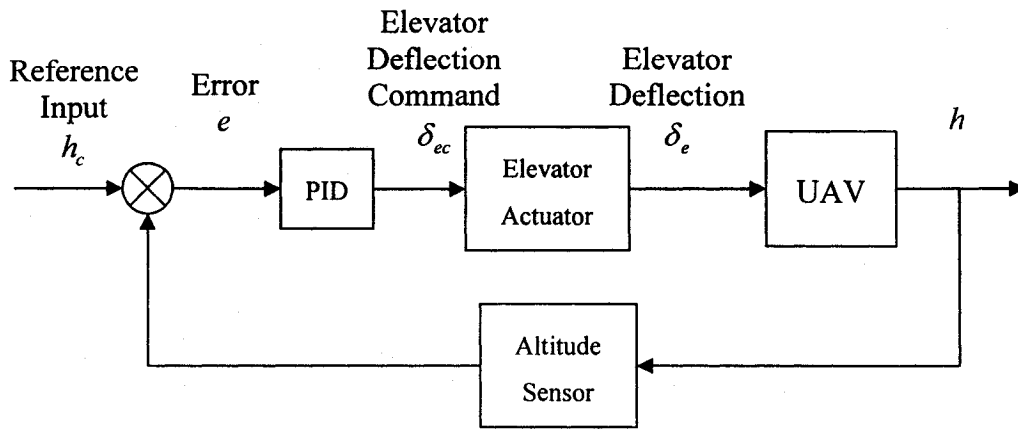 Reference
Input
h_c
Error
e
Elevator
Deflection
Command
δ_ec
Elevator
Deflection
δ_e
h
PID
Elevator
Actuator
UAV
Altitude
Sensor